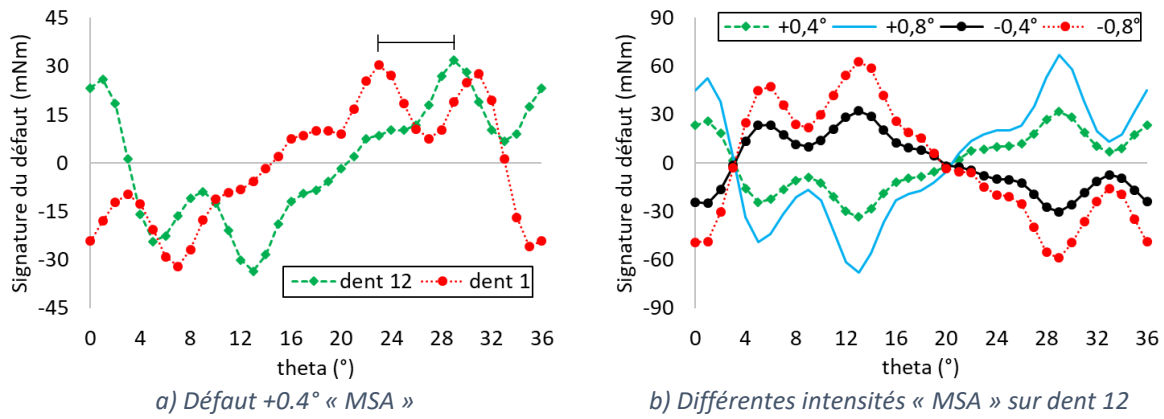 Signature du défaut (mNm)
45
30
15
0
-15
-30
-45
dent 12 dent 1
0 4 8 12 16 20 24 28 32 36
theta (°)
a) Défaut +0.4° « MSA »
Signature du défaut (mNm)
90
60
30
0
-30
-60
-90
+0,4° +0,8° -0,4° -0,8°
0 4 8 12 16 20 24 28 32 36
theta (°)
b) Différentes intensités « MSA » sur dent 12